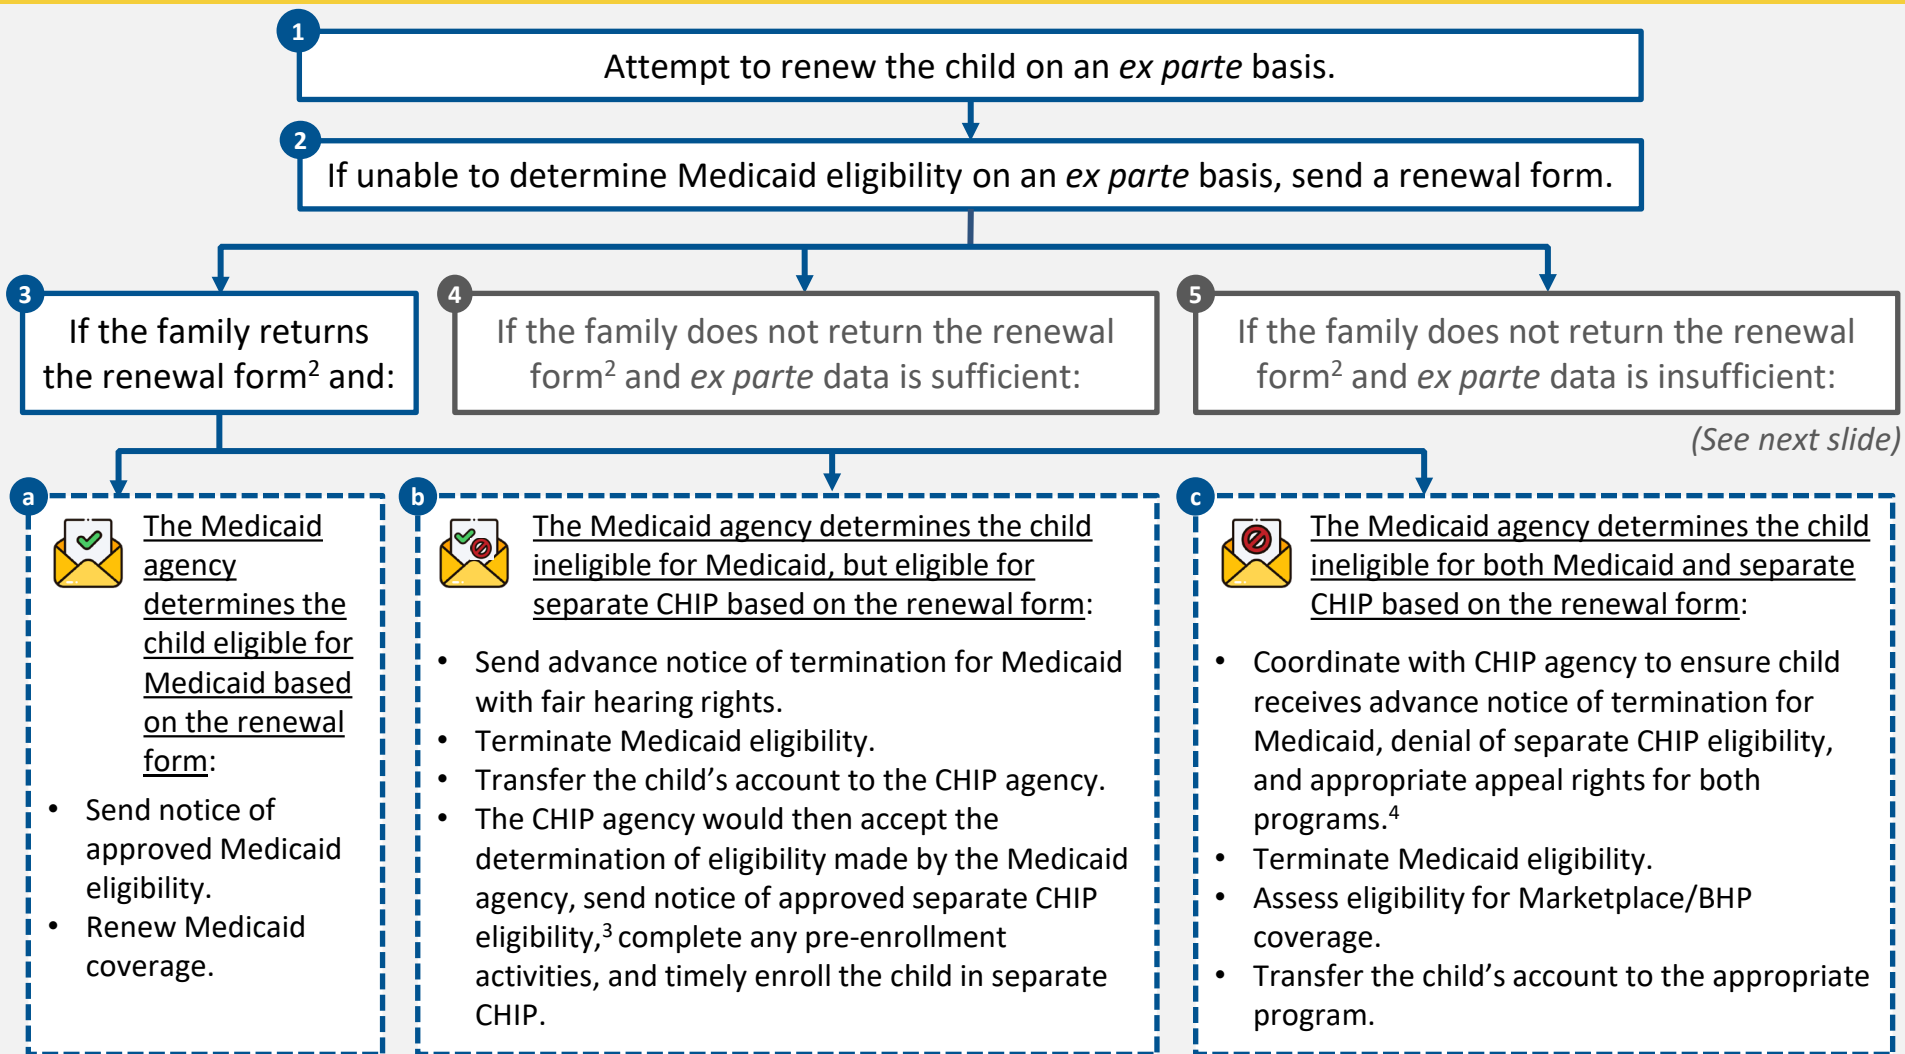 1
Attempt to renew the child on an ex parte basis.
2
If unable to determine Medicaid eligibility on an ex parte basis, send a renewal form.
3
If the family returns
the renewal form2 and:
4
If the family does not return the renewal
form2 and ex parte data is sufficient:
5
If the family does not return the renewal
form2 and ex parte data is insufficient:
(See next slide)
a
The Medicaid
agency
determines the
child eligible for
Medicaid based
on the renewal
form:
• Send notice of
approved Medicaid
eligibility.
• Renew Medicaid
coverage.
b
The Medicaid agency determines the child
ineligible for Medicaid, but eligible for
separate CHIP based on the renewal form:
• Send advance notice of termination for Medicaid
with fair hearing rights.
• Terminate Medicaid eligibility.
• Transfer the child’s account to the CHIP agency.
• The CHIP agency would then accept the
determination of eligibility made by the Medicaid
agency, send notice of approved separate CHIP
eligibility,3 complete any pre-enrollment
activities, and timely enroll the child in separate
CHIP.
c
The Medicaid agency determines the child
ineligible for both Medicaid and separate
CHIP based on the renewal form:
• Coordinate with CHIP agency to ensure child
receives advance notice of termination for
Medicaid, denial of separate CHIP eligibility,
and appropriate appeal rights for both
programs.4
• Terminate Medicaid eligibility.
• Assess eligibility for Marketplace/BHP
coverage.
• Transfer the child’s account to the appropriate
program.